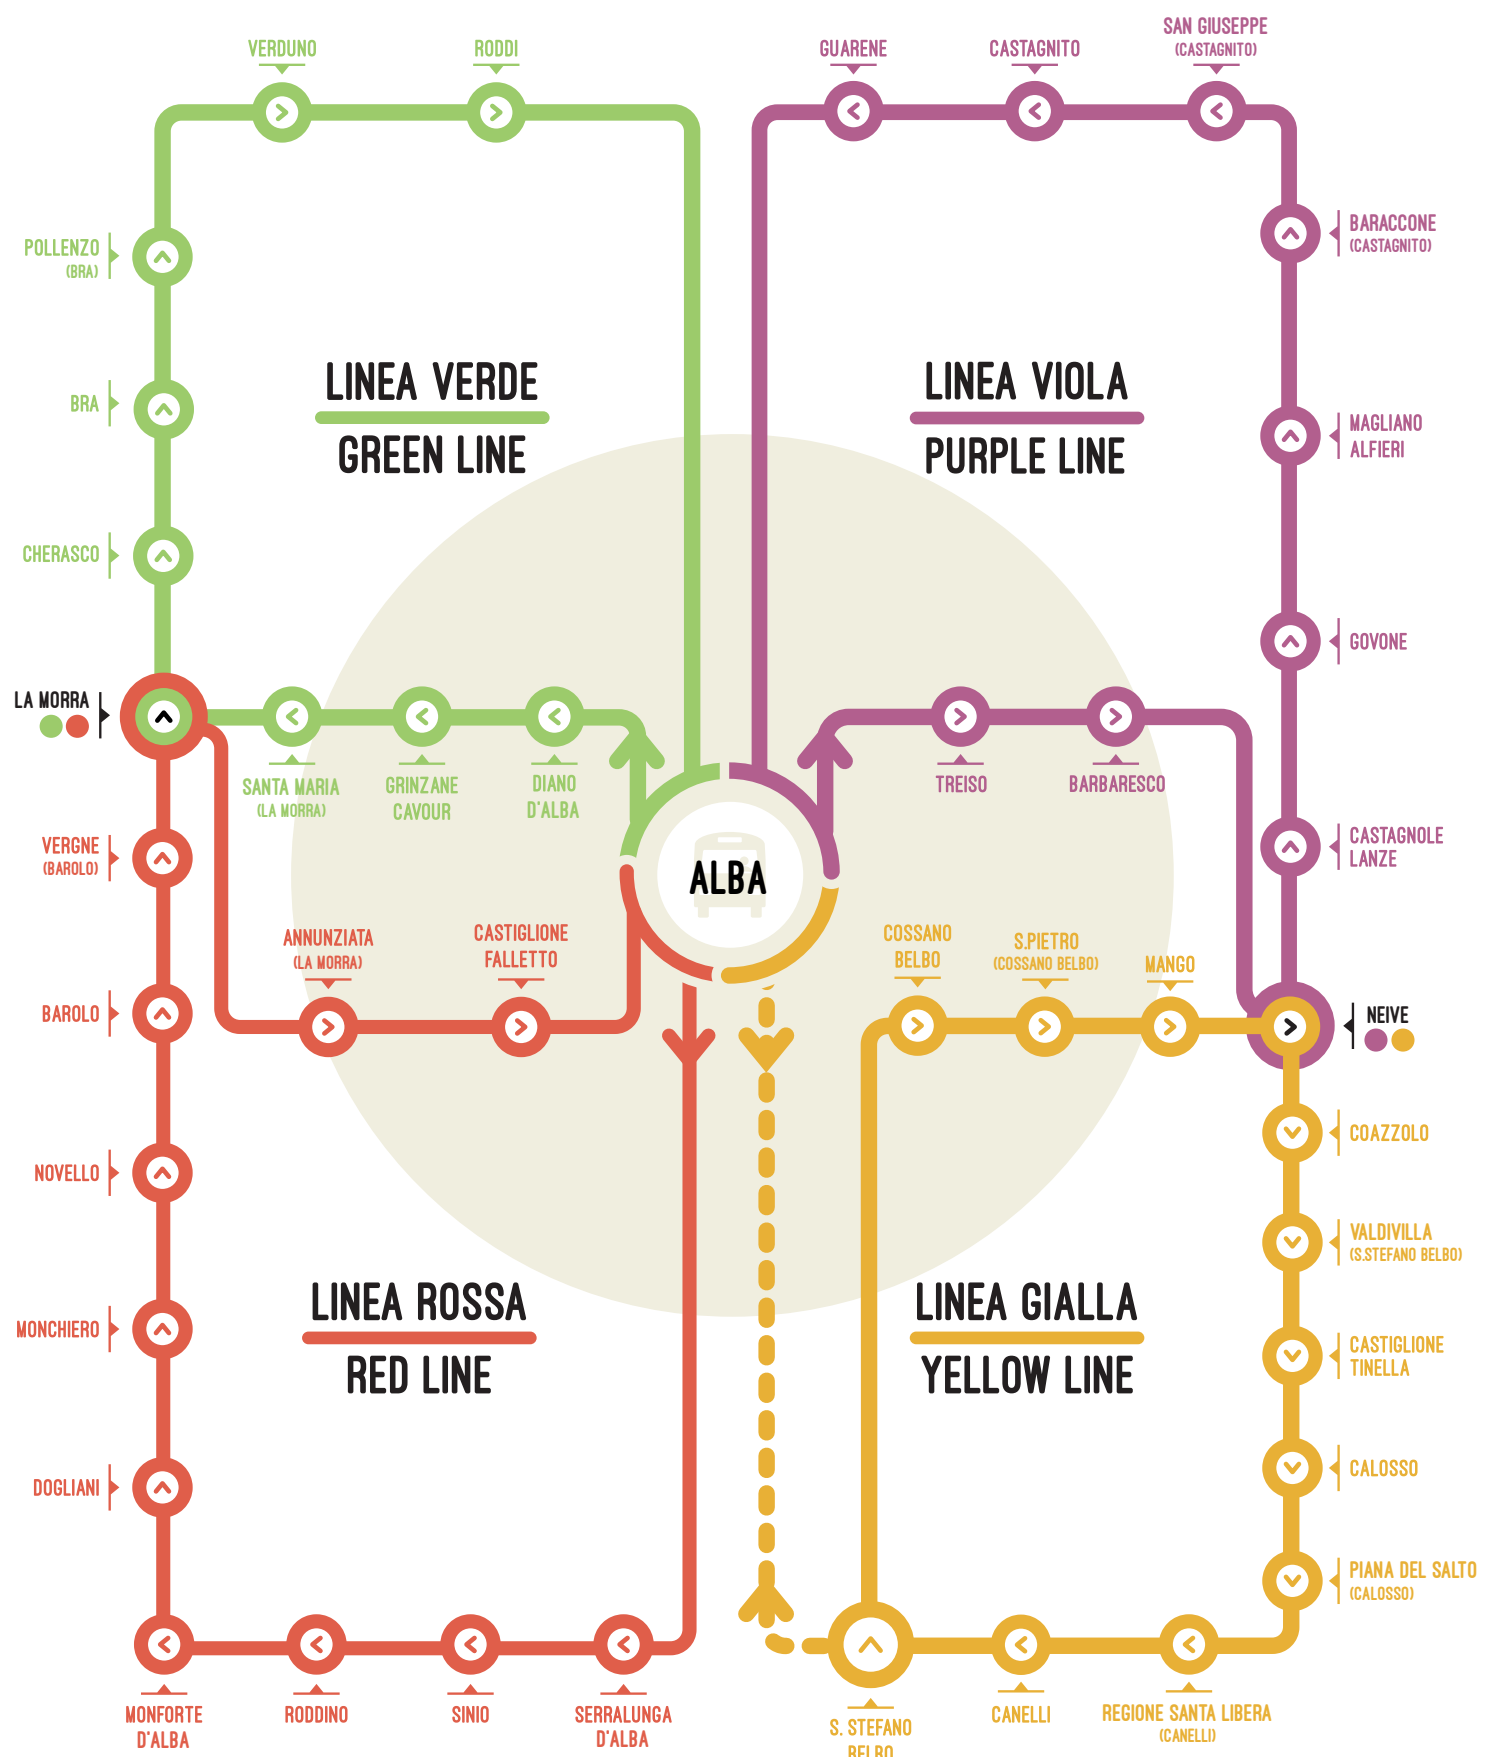 VERDUNO
RODDI
GUARENE
CASTAGNITO
SAN GIUSEPPE
(CASTAGNITO)
POLLENZO
(BRA)
BARACCONE
(CASTAGNITO)
BRA
LINEA VERDE
GREEN LINE
LINEA VIOLA
PURPLE LINE
MAGLIANO
ALFIERI
CHERASCO
GOVONE
LA MORRA
SANTA MARIA
(LA MORRA)
GRINZANE
CAVOUR
DIANO
D'ALBA
TREISO
BARBARESCO
VERGNE
(BAROLO)
ALBA
CASTAGNOLE
LANZE
ANNUNZIATA
(LA MORRA)
CASTIGLIONE
FALLETTO
COSSANO
BELBO
S.PIETRO
(COSSANO BELBO)
MANGO
BAROLO
NEIVE
COAZZOLO
NOVELLO
VALDIVILLA
(S.STEFANO BELBO)
MONCHIERO
LINEA ROSSA
RED LINE
LINEA GIALLA
YELLOW LINE
CASTIGLIONE
TINELLA
DOGLIANI
CALOSSO
PIANA DEL SALTO
(CALOSSO)
MONFORTE
D'ALBA
RODDINO
SINIO
SERRALUNGA
D'ALBA
S. STEFANO
BELBO
CANELLI
REGIONE SANTA LIBERA
(CANELLI)